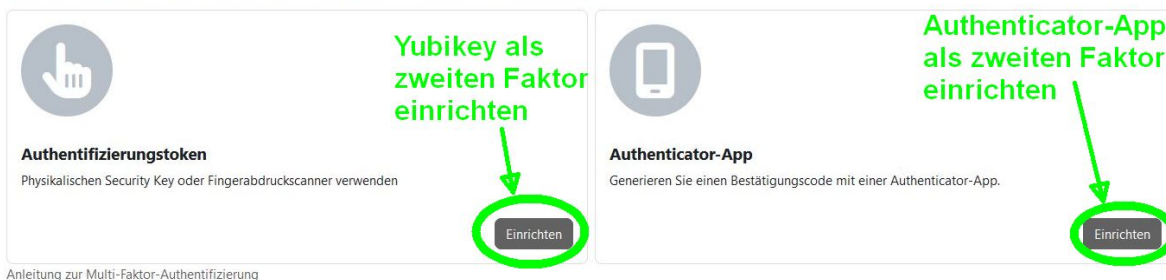 Yubikey als
zweiten Faktor
einrichten
Authentifizierungstoken
Physikalischen Security Key oder Fingerabdruckscanner verwenden
Einrichten
Authenticator-App
als zweiten Faktor
einrichten
Authenticator-App
Generieren Sie einen Bestätigungscode mit einer Authenticator-App.
Einrichten
Anleitung zur Multi-Faktor-Authentifizierung